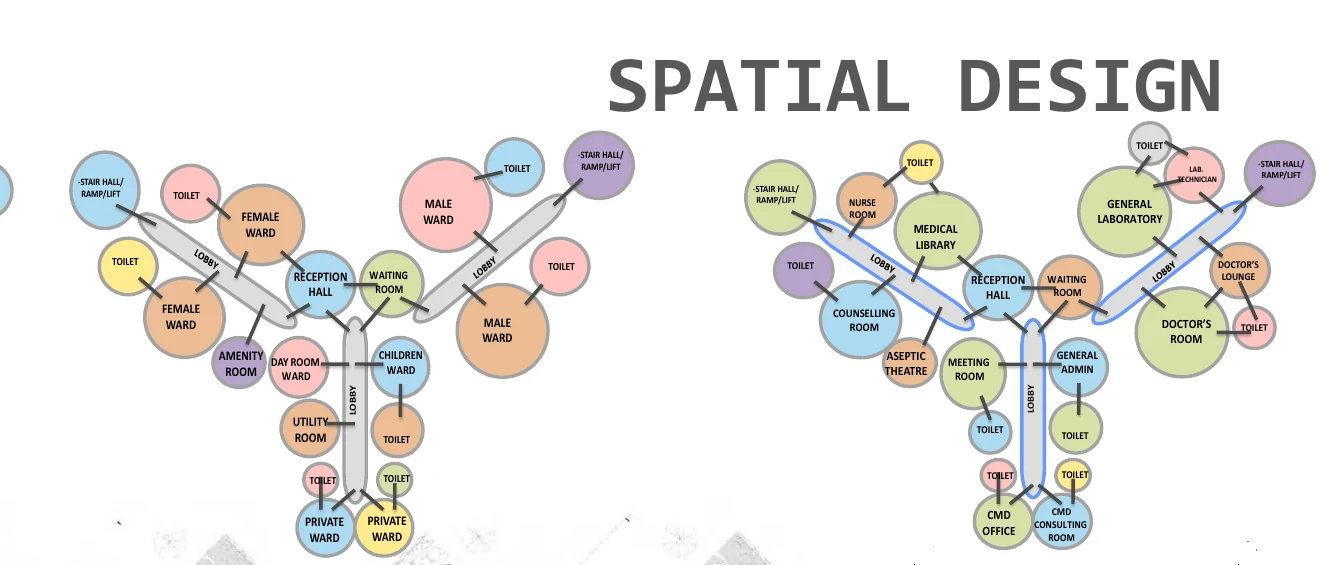 SPATIAL DESIGN
-STAIR HALL/
RAMP/LIFT
TOILET
FEMALE
WARD
LOBBY
TOILET
FEMALE
WARD
AMENITY
ROOM
RECEPTION
HALL
WAITING
ROOM
MALE
WARD
TOILET
-STAIR HALL/
RAMP/LIFT
LOBBY
TOILET
MALE
WARD
DAY ROOM
WARD
CHILDREN
WARD
LOBBY
UTILITY
ROOM
TOILET
TOILET
TOILET
PRIVATE
WARD
PRIVATE
WARD
-STAIR HALL/
RAMP/LIFT
NURSE
ROOM
TOILET
MEDICAL
LIBRARY
LOBBY
TOILET
COUNSELLING
ROOM
ASEPTIC
THEATRE
RECEPTION
HALL
WAITING
ROOM
TOILET
LAB.
TECHNICIAN
GENERAL
LABORATORY
-STAIR HALL/
RAMP/LIFT
LOBBY
DOCTOR'S
LOUNGE
DOCTOR'S
ROOM
TOILET
MEETING
ROOM
GENERAL
ADMIN
LOBBY
TOILET
TOILET
TOILET
TOILET
CMD
OFFICE
CMD
CONSULTING
ROOM